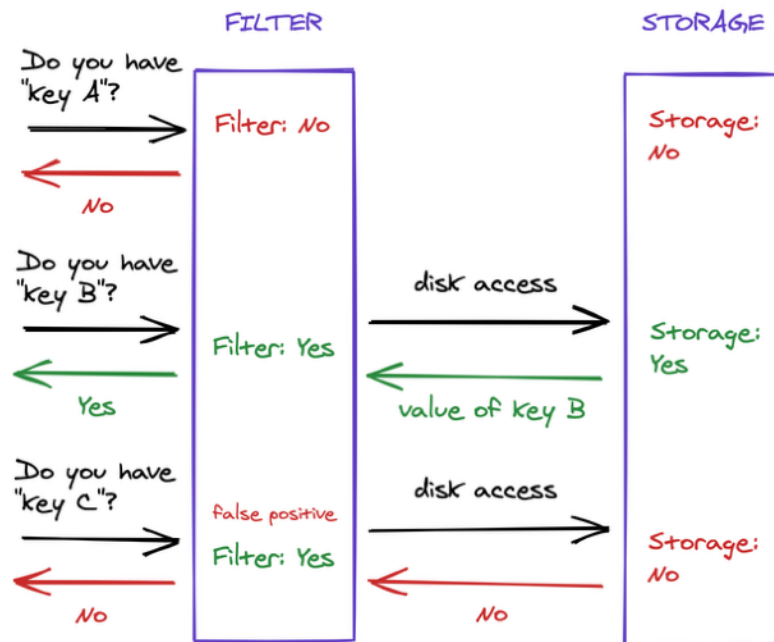 FILTER
STORAGE
Do you have
"key A"?
Filter: No
Storage:
No
No
Do you have
"key B"?
disk access
Filter: Yes
Storage:
Yes
Yes
value of key B
Do you have
"key C"?
disk access
false positive
Filter: Yes
Storage:
No
No
No